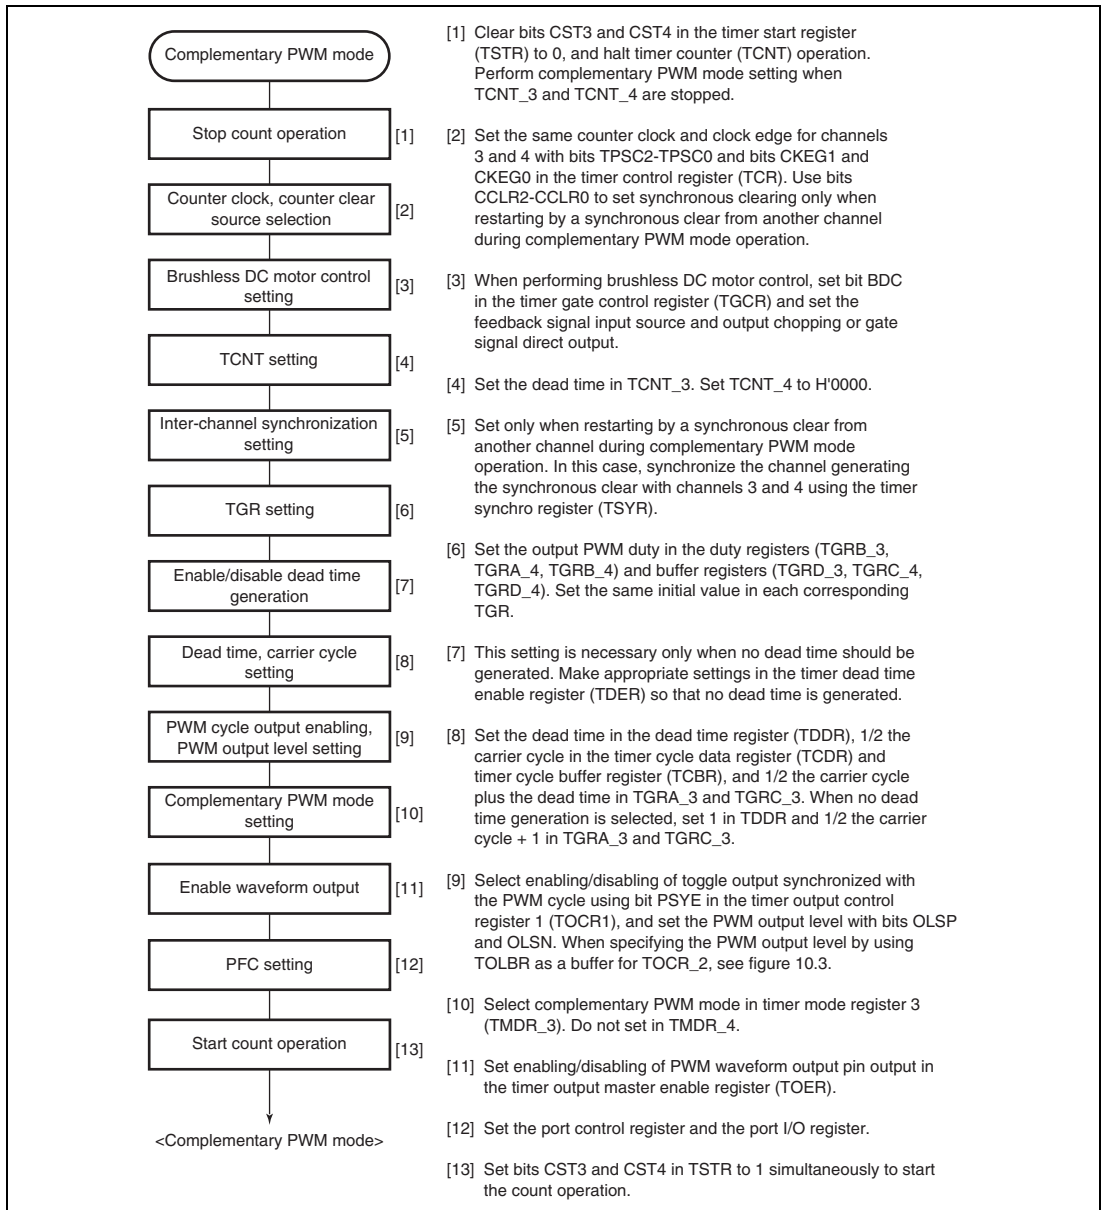 Complementary PWM mode
Stop count operation
[1]
Counter clock, counter clear
source selection
[2]
Brushless DC motor control
setting
[3]
TCNT setting
[4]
Inter-channel synchronization
setting
[5]
TGR setting
[6]
Enable/disable dead time
generation
[7]
Dead time, carrier cycle
setting
[8]
PWM cycle output enabling,
PWM output level setting
[9]
Complementary PWM mode
setting
[10]
Enable waveform output
[11]
PFC setting
[12]
Start count operation
[13]
<Complementary PWM mode>
[1] Clear bits CST3 and CST4 in the timer start register
(TSTR) to 0, and halt timer counter (TCNT) operation.
Perform complementary PWM mode setting when
TCNT_3 and TCNT_4 are stopped.
[2] Set the same counter clock and clock edge for channels
3 and 4 with bits TPSC2-TPSC0 and bits CKEG1 and
CKEG0 in the timer control register (TCR). Use bits
CCLR2-CCLR0 to set synchronous clearing only when
restarting by a synchronous clear from another channel
during complementary PWM mode operation.
[3] When performing brushless DC motor control, set bit BDC
in the timer gate control register (TGCR) and set the
feedback signal input source and output chopping or gate
signal direct output.
[4] Set the dead time in TCNT_3. Set TCNT_4 to H'0000.
[5] Set only when restarting by a synchronous clear from
another channel during complementary PWM mode
operation. In this case, synchronize the channel generating
the synchronous clear with channels 3 and 4 using the timer
synchro register (TSYR).
[6] Set the output PWM duty in the duty registers (TGRB_3,
TGRA_4, TGRB_4) and buffer registers (TGRD_3, TGRC_4,
TGRD_4). Set the same initial value in each corresponding
TGR.
[7] This setting is necessary only when no dead time should be
generated. Make appropriate settings in the timer dead time
enable register (TDER) so that no dead time is generated.
[8] Set the dead time in the dead time register (TDDR), 1/2 the
carrier cycle in the timer cycle data register (TCDR) and
timer cycle buffer register (TCBR), and 1/2 the carrier cycle
plus the dead time in TGRA_3 and TGRC_3. When no dead
time generation is selected, set 1 in TDDR and 1/2 the carrier
cycle + 1 in TGRA_3 and TGRC_3.
[9] Select enabling/disabling of toggle output synchronized with
the PWM cycle using bit PSYE in the timer output control
register 1 (TOCR1), and set the PWM output level with bits OLSP
and OLSN. When specifying the PWM output level by using
TOLBR as a buffer for TOCR_2, see figure 10.3.
[10] Select complementary PWM mode in timer mode register 3
(TMDR_3). Do not set in TMDR_4.
[11] Set enabling/disabling of PWM waveform output pin output in
the timer output master enable register (TOER).
[12] Set the port control register and the port I/O register.
[13] Set bits CST3 and CST4 in TSTR to 1 simultaneously to start
the count operation.